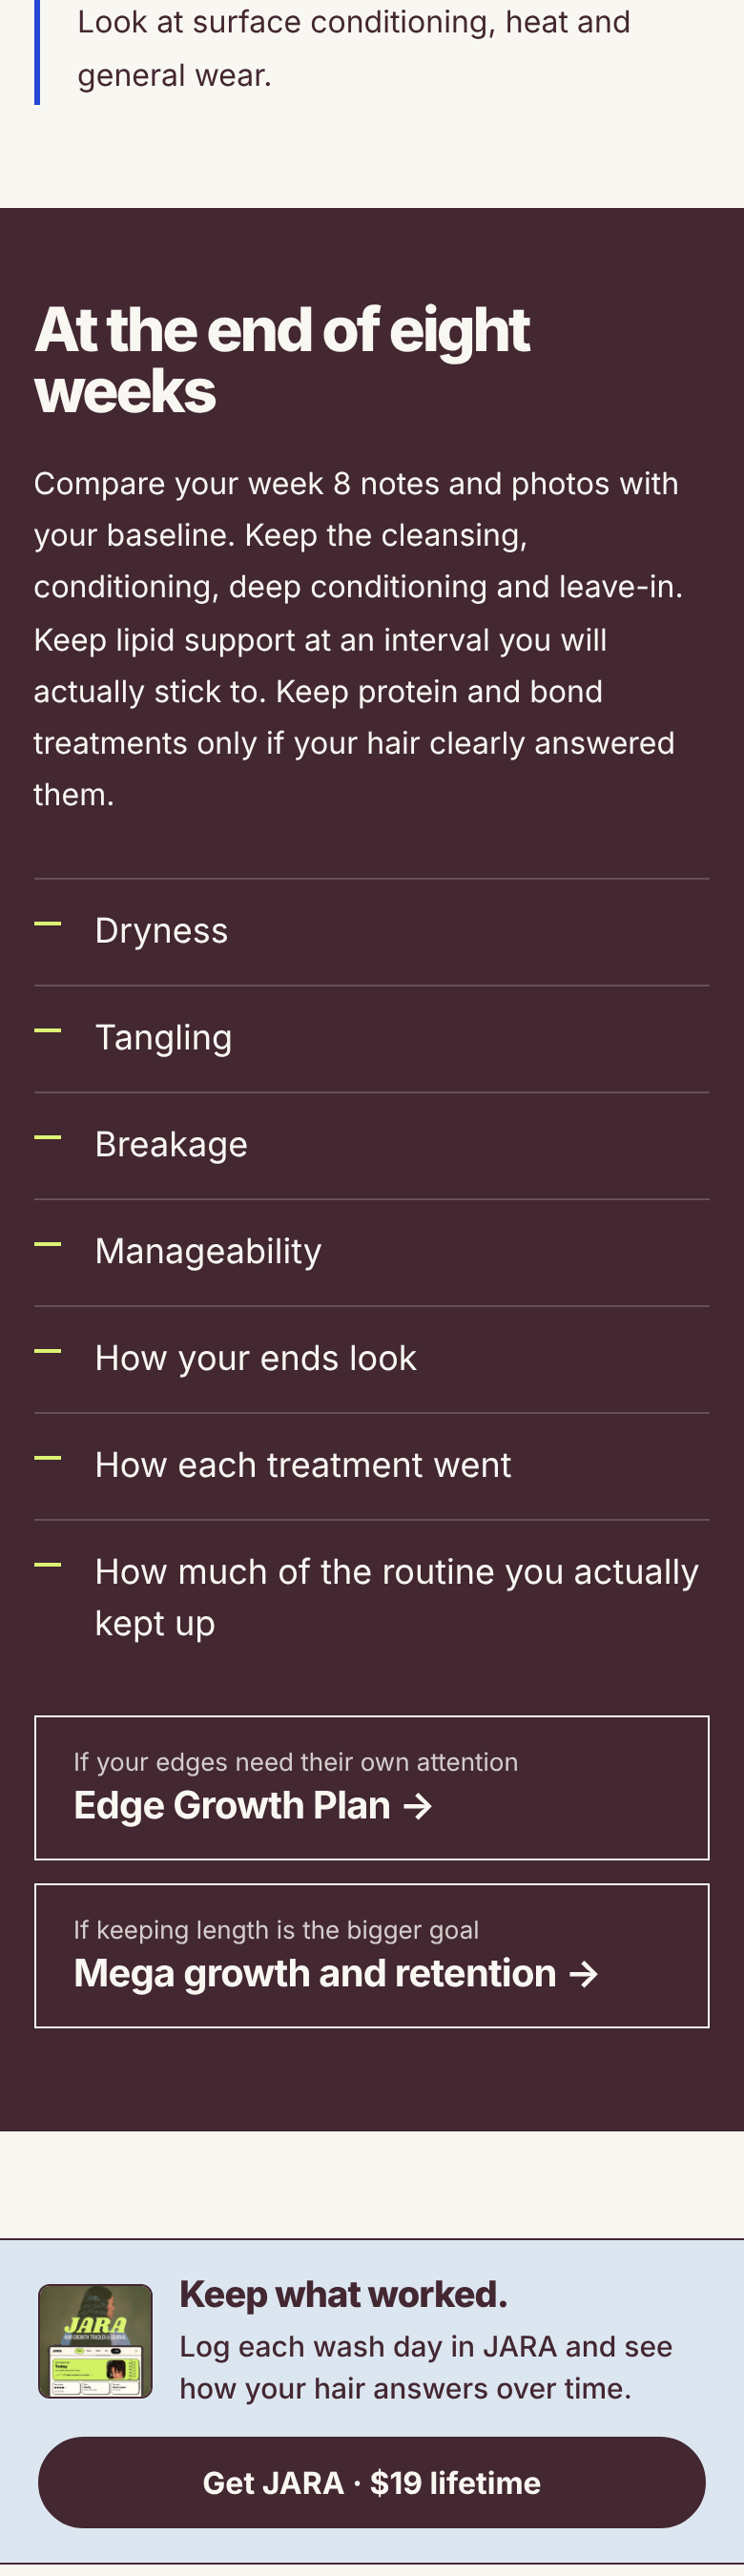 Look at surface conditioning, heat and
general wear.
At the end of eight
weeks
Compare your week 8 notes and photos with
your baseline. Keep the cleansing,
conditioning, deep conditioning and leave-in.
Keep lipid support at an interval you will
actually stick to. Keep protein and bond
treatments only if your hair clearly answered
them.
Dryness
Tangling
Breakage
Manageability
How your ends look
How each treatment went
How much of the routine you actually
kept up
If your edges need their own attention
Edge Growth Plan →
If keeping length is the bigger goal
Mega growth and retention →
JARA
Keep what worked.
Log each wash day in JARA and see
how your hair answers over time.
Get JARA · $19 lifetime